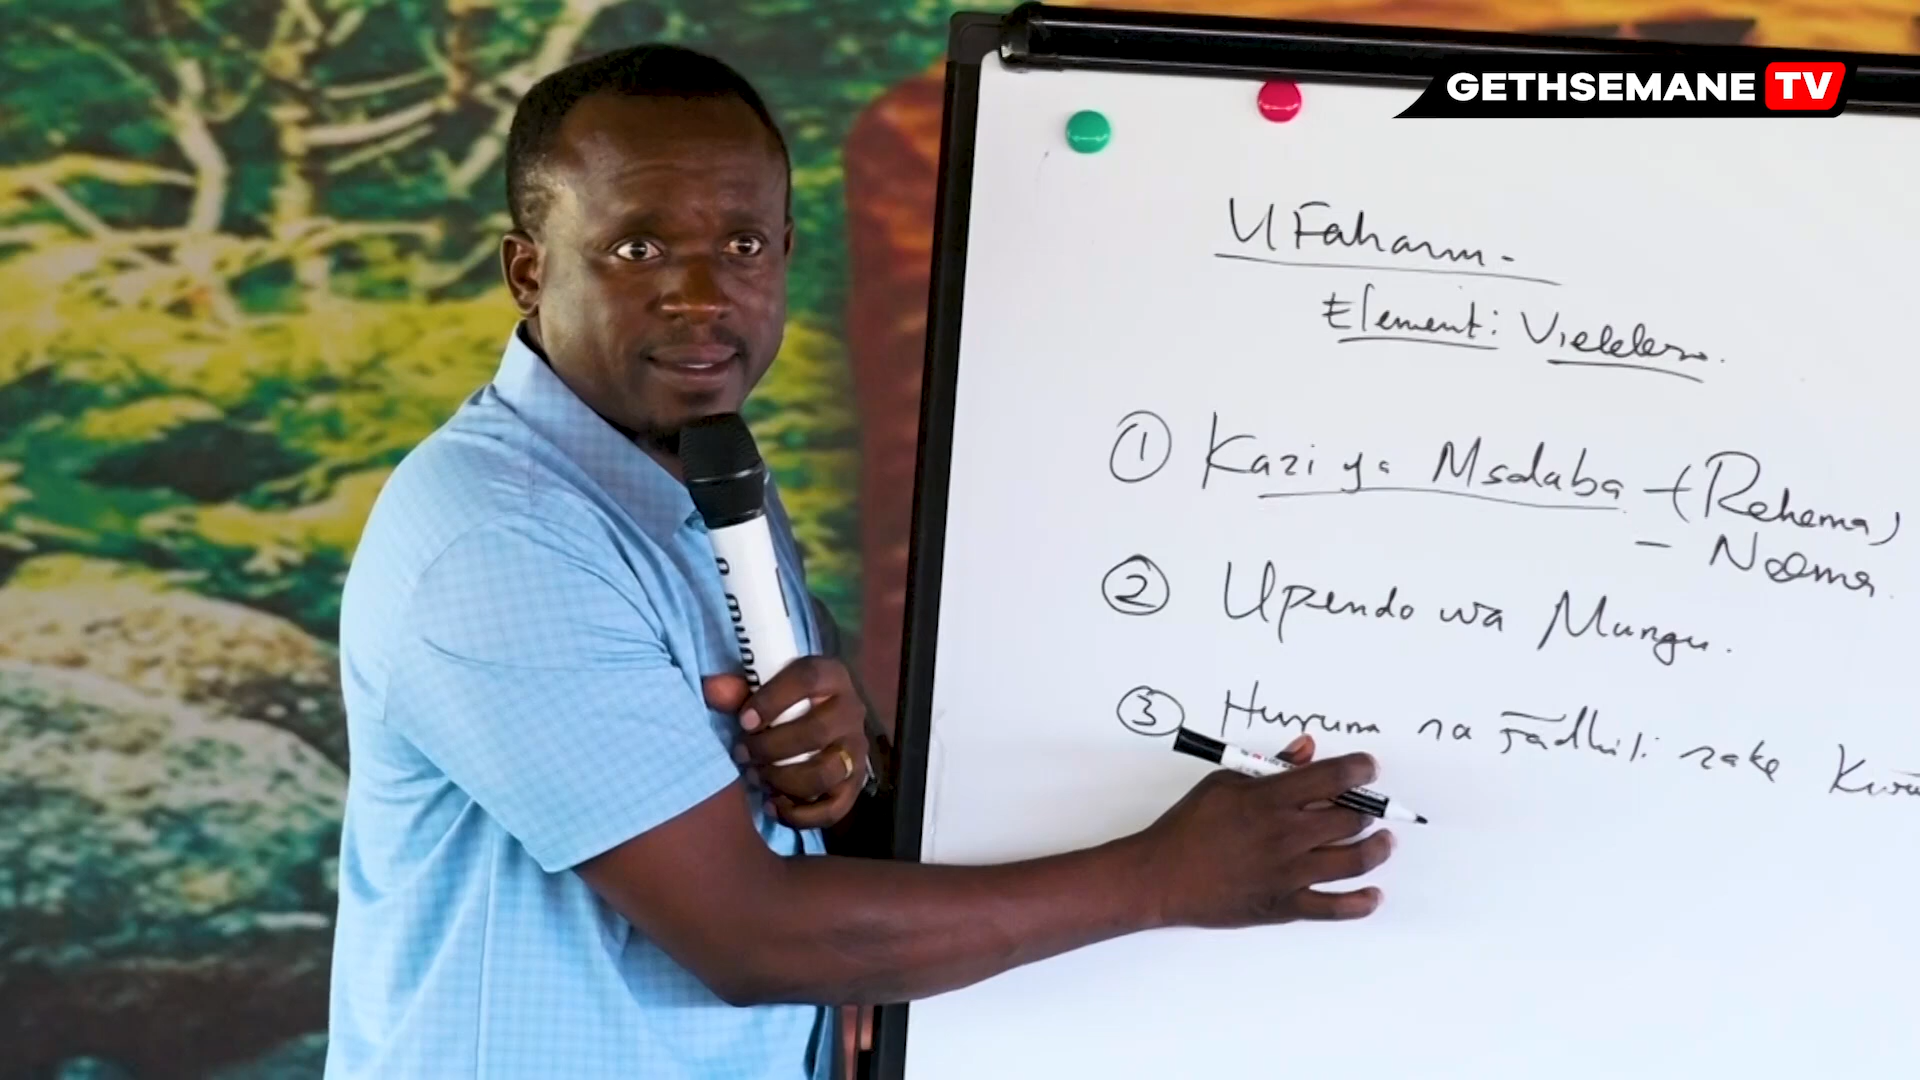 GETHSEMANE TV
UFahamu -
Element: Vielelezo.
① Kazi ya Msalaba - (Rehema)
- Neema.
② Upendo wa Mungu.
③ Huruma na fadhili zake